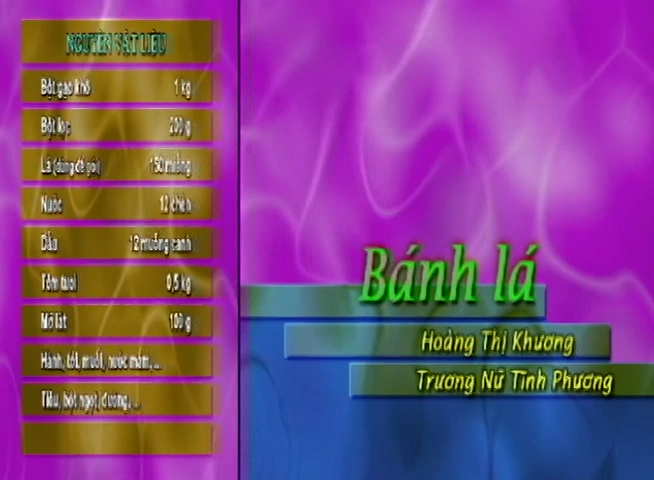 NGUYÊN VẬT LIỆU
Bột gạo khô 1 kg
Bột lọc 200 g
Lá (dùng để gói) 150 miếng
Nước 12 chén
Dầu 12 muỗng canh
Tôm tươi 0,5 kg
Mỡ lát 100 g
Hành, tỏi, muối, nước mắm, ...
Tiêu, bột ngọt, đường, ...
Bánh lá
Hoàng Thị Khương
Trương Nữ Tinh Phương